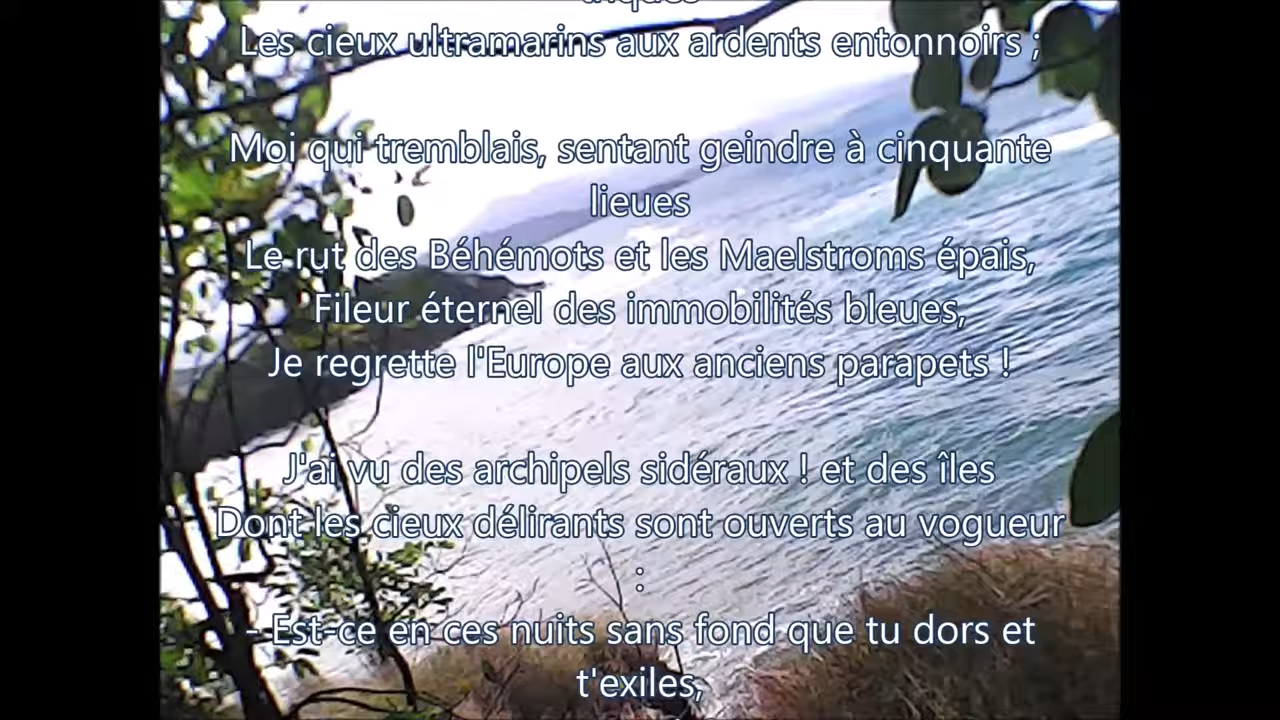 Les cieux ultramarins aux ardents entonnoirs ;
Moi qui tremblais, sentant geindre à cinquante
lieues
Le rut des Béhémots et les Maelstroms épais,
Fileur éternel des immobilités bleues,
Je regrette l'Europe aux anciens parapets !
J'ai vu des archipels sidéraux ! et des îles
Dont les cieux délirants sont ouverts au vogueur
:
- Est-ce en ces nuits sans fond que tu dors et
t'exiles,